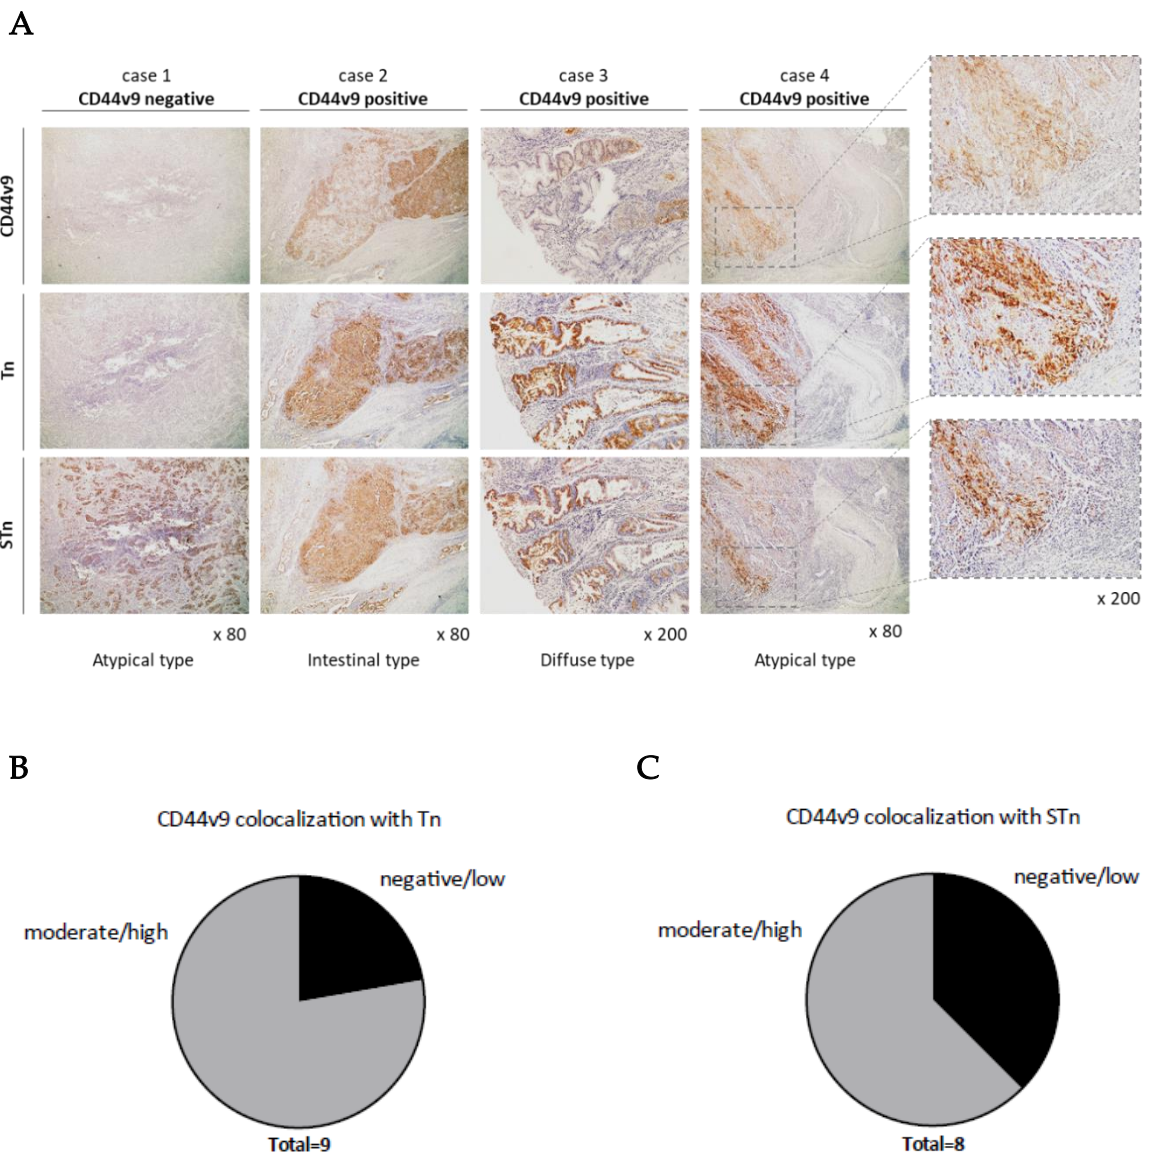 A
case 1
CD44v9 negative
case 2
CD44v9 positive
case 3
CD44v9 positive
case 4
CD44v9 positive
CD44v9
Tn
STn
x 200
x 80
x 80
x 200
x 80
Atypical type
Intestinal type
Diffuse type
Atypical type
B
CD44v9 colocalization with Tn
negative/low
moderate/high
Total=9
C
CD44v9 colocalization with STn
negative/low
moderate/high
Total=8